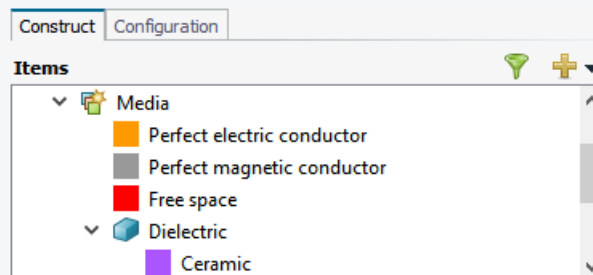 Construct Configuration
Items
Media
Perfect electric conductor
Perfect magnetic conductor
Free space
Dielectric
Ceramic